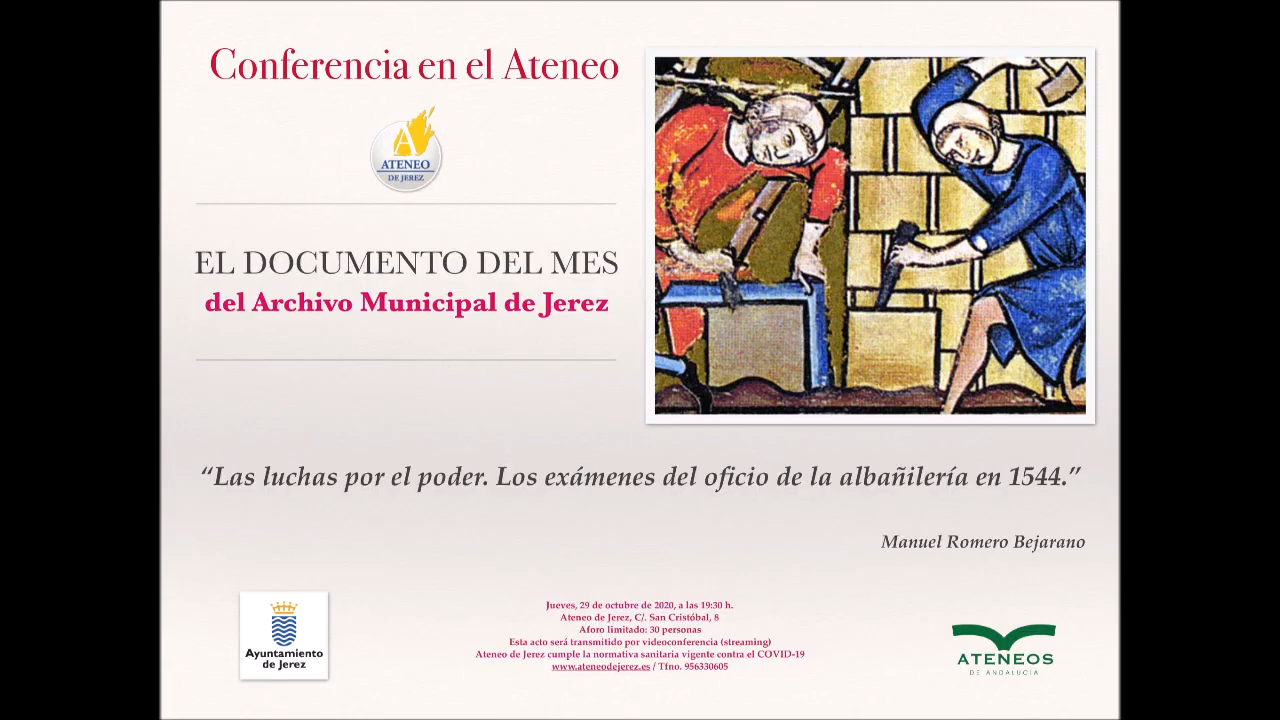 Conferencia en el Ateneo
A
ATENEO
DE JEREZ
EL DOCUMENTO DEL MES
del Archivo Municipal de Jerez
“Las luchas por el poder. Los exámenes del oficio de la albañilería en 1544.”
Manuel Romero Bejarano
Ayuntamiento
de Jerez
Jueves, 29 de octubre de 2020, a las 19:30 h.
Ateneo de Jerez, C/. San Cristóbal, 8
Aforo limitado: 30 personas
Esta acto será transmitido por videoconferencia (streaming)
Ateneo de Jerez cumple la normativa sanitaria vigente contra el COVID-19
www.ateneodejerez.es / Tfno. 956330605
ATENEOS
DE ANDALUCÍA